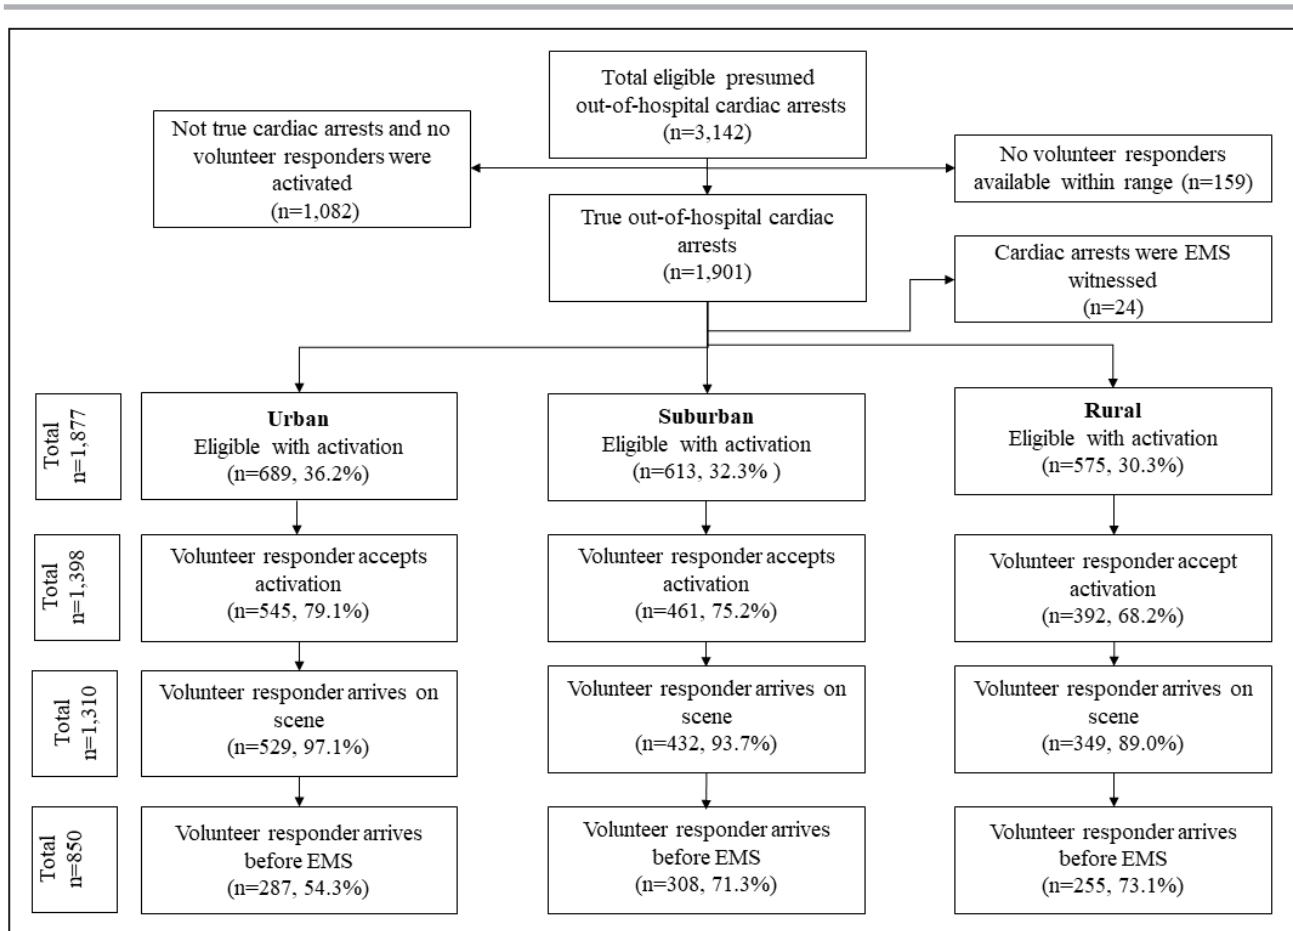 Total eligible presumed
out-of-hospital cardiac arrests
(n=3,142)
Not true cardiac arrests and no
volunteer responders were
activated
(n=1,082)
No volunteer responders
available within range (n=159)
True out-of-hospital cardiac
arrests
(n=1,901)
Cardiac arrests were EMS
witnessed
(n=24)
Total
n=1,877
Urban
Eligible with activation
(n=689, 36.2%)
Suburban
Eligible with activation
(n=613, 32.3% )
Rural
Eligible with activation
(n=575, 30.3%)
Total
n=1,398
Volunteer responder accepts
activation
(n=545, 79.1%)
Volunteer responder accepts
activation
(n=461, 75.2%)
Volunteer responder accept
activation
(n=392, 68.2%)
Total
n=1,310
Volunteer responder arrives on
scene
(n=529, 97.1%)
Volunteer responder arrives on
scene
(n=432, 93.7%)
Volunteer responder arrives on
scene
(n=349, 89.0%)
Total
n=850
Volunteer responder arrives
before EMS
(n=287, 54.3%)
Volunteer responder arrives
before EMS
(n=308, 71.3%)
Volunteer responder arrives
before EMS
(n=255, 73.1%)